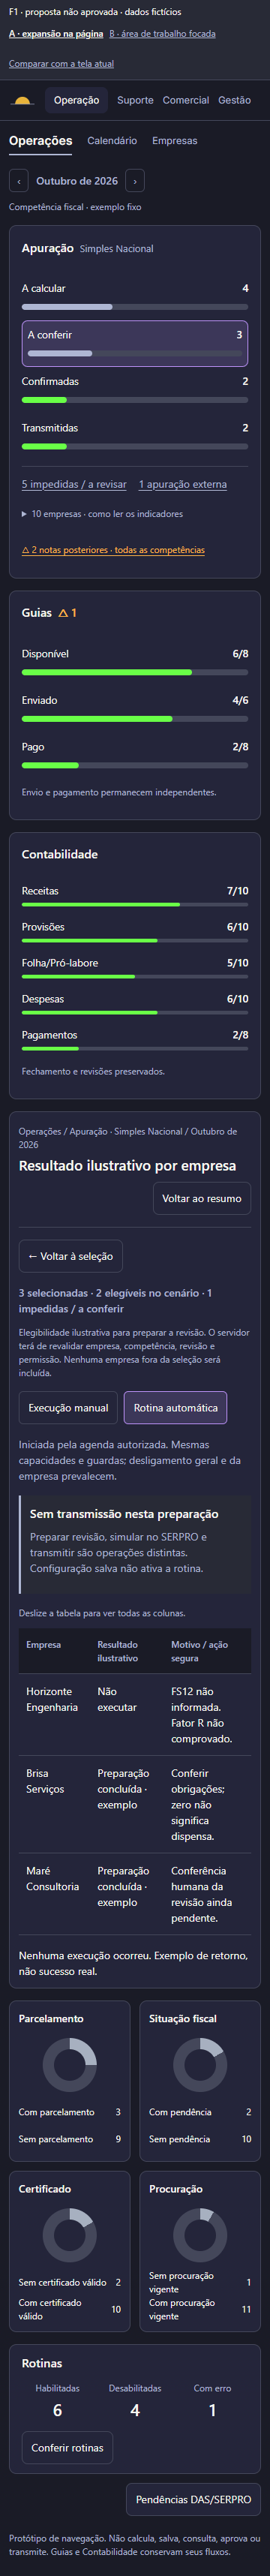 F1 · proposta não aprovada · dados fictícios
A · expansão na página B · área de trabalho focada
Comparar com a tela atual
Operação Suporte Comercial Gestão
Operações Calendário Empresas
‹ Outubro de 2026 ›
Competência fiscal · exemplo fixo
Apuração Simples Nacional
A calcular 4
A conferir 3
Confirmadas 2
Transmitidas 2
5 impedidas / a revisar 1 apuração externa
▶ 10 empresas · como ler os indicadores
△ 2 notas posteriores · todas as competências
Guias △ 1
Disponível 6/8
Enviado 4/6
Pago 2/8
Envio e pagamento permanecem independentes.
Contabilidade
Receitas 7/10
Provisões 6/10
Folha/Pró-labore 5/10
Despesas 6/10
Pagamentos 2/8
Fechamento e revisões preservados.
Operações / Apuração · Simples Nacional / Outubro de
2026
Resultado ilustrativo por empresa
Voltar ao resumo
← Voltar à seleção
3 selecionadas · 2 elegíveis no cenário · 1
impedidas / a conferir
Elegibilidade ilustrativa para preparar a revisão. O servidor
terá de revalidar empresa, competência, revisão e
permissão. Nenhuma empresa fora da seleção será
incluída.
Execução manual Rotina automática
Iniciada pela agenda autorizada. Mesmas
capacidades e guardas; desligamento geral e da
empresa prevalecem.
Sem transmissão nesta preparação
Preparar revisão, simular no SERPRO e
transmitir são operações distintas.
Configuração salva não ativa a rotina.
Deslize a tabela para ver todas as colunas.
Empresa Resultado ilustrativo Motivo / ação segura
Horizonte Engenharia Não executar FS12 não informada. Fator R não comprovado.
Brisa Serviços Preparação concluída · exemplo Conferir obrigações; zero não significa dispensa.
Maré Consultoria Preparação concluída · exemplo Conferência humana da revisão ainda pendente.
Nenhuma execução ocorreu. Exemplo de retorno,
não sucesso real.
Parcelamento
Com parcelamento 3
Sem parcelamento 9
Situação fiscal
Com pendência 2
Sem pendência 10
Certificado
Sem certificado válido 2
Com certificado válido 10
Procuração
Sem procuração vigente 1
Com procuração vigente 11
Rotinas
Habilitadas Desabilitadas Com erro
6 4 1
Conferir rotinas
Pendências DAS/SERPRO
Protótipo de navegação. Não calcula, salva, consulta, aprova ou
transmite. Guias e Contabilidade conservam seus fluxos.